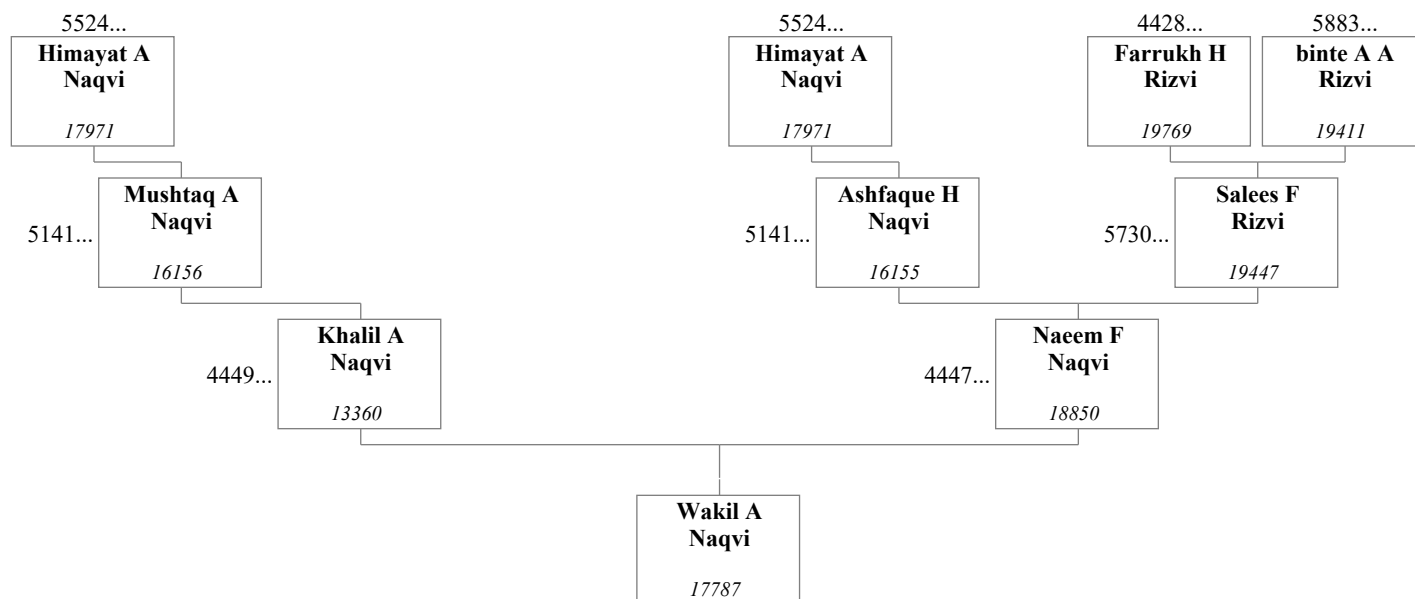 5524...
Himayat A
Naqvi
17971
5524...
Himayat A
Naqvi
17971
4428...
Farrukh H
Rizvi
19769
5883...
binte A A
Rizvi
19411
5141...
Mushtaq A
Naqvi
16156
5141...
Ashfaque H
Naqvi
16155
5730...
Salees F
Rizvi
19447
4449...
Khalil A
Naqvi
13360
4447...
Naeem F
Naqvi
18850
Wakil A
Naqvi
17787